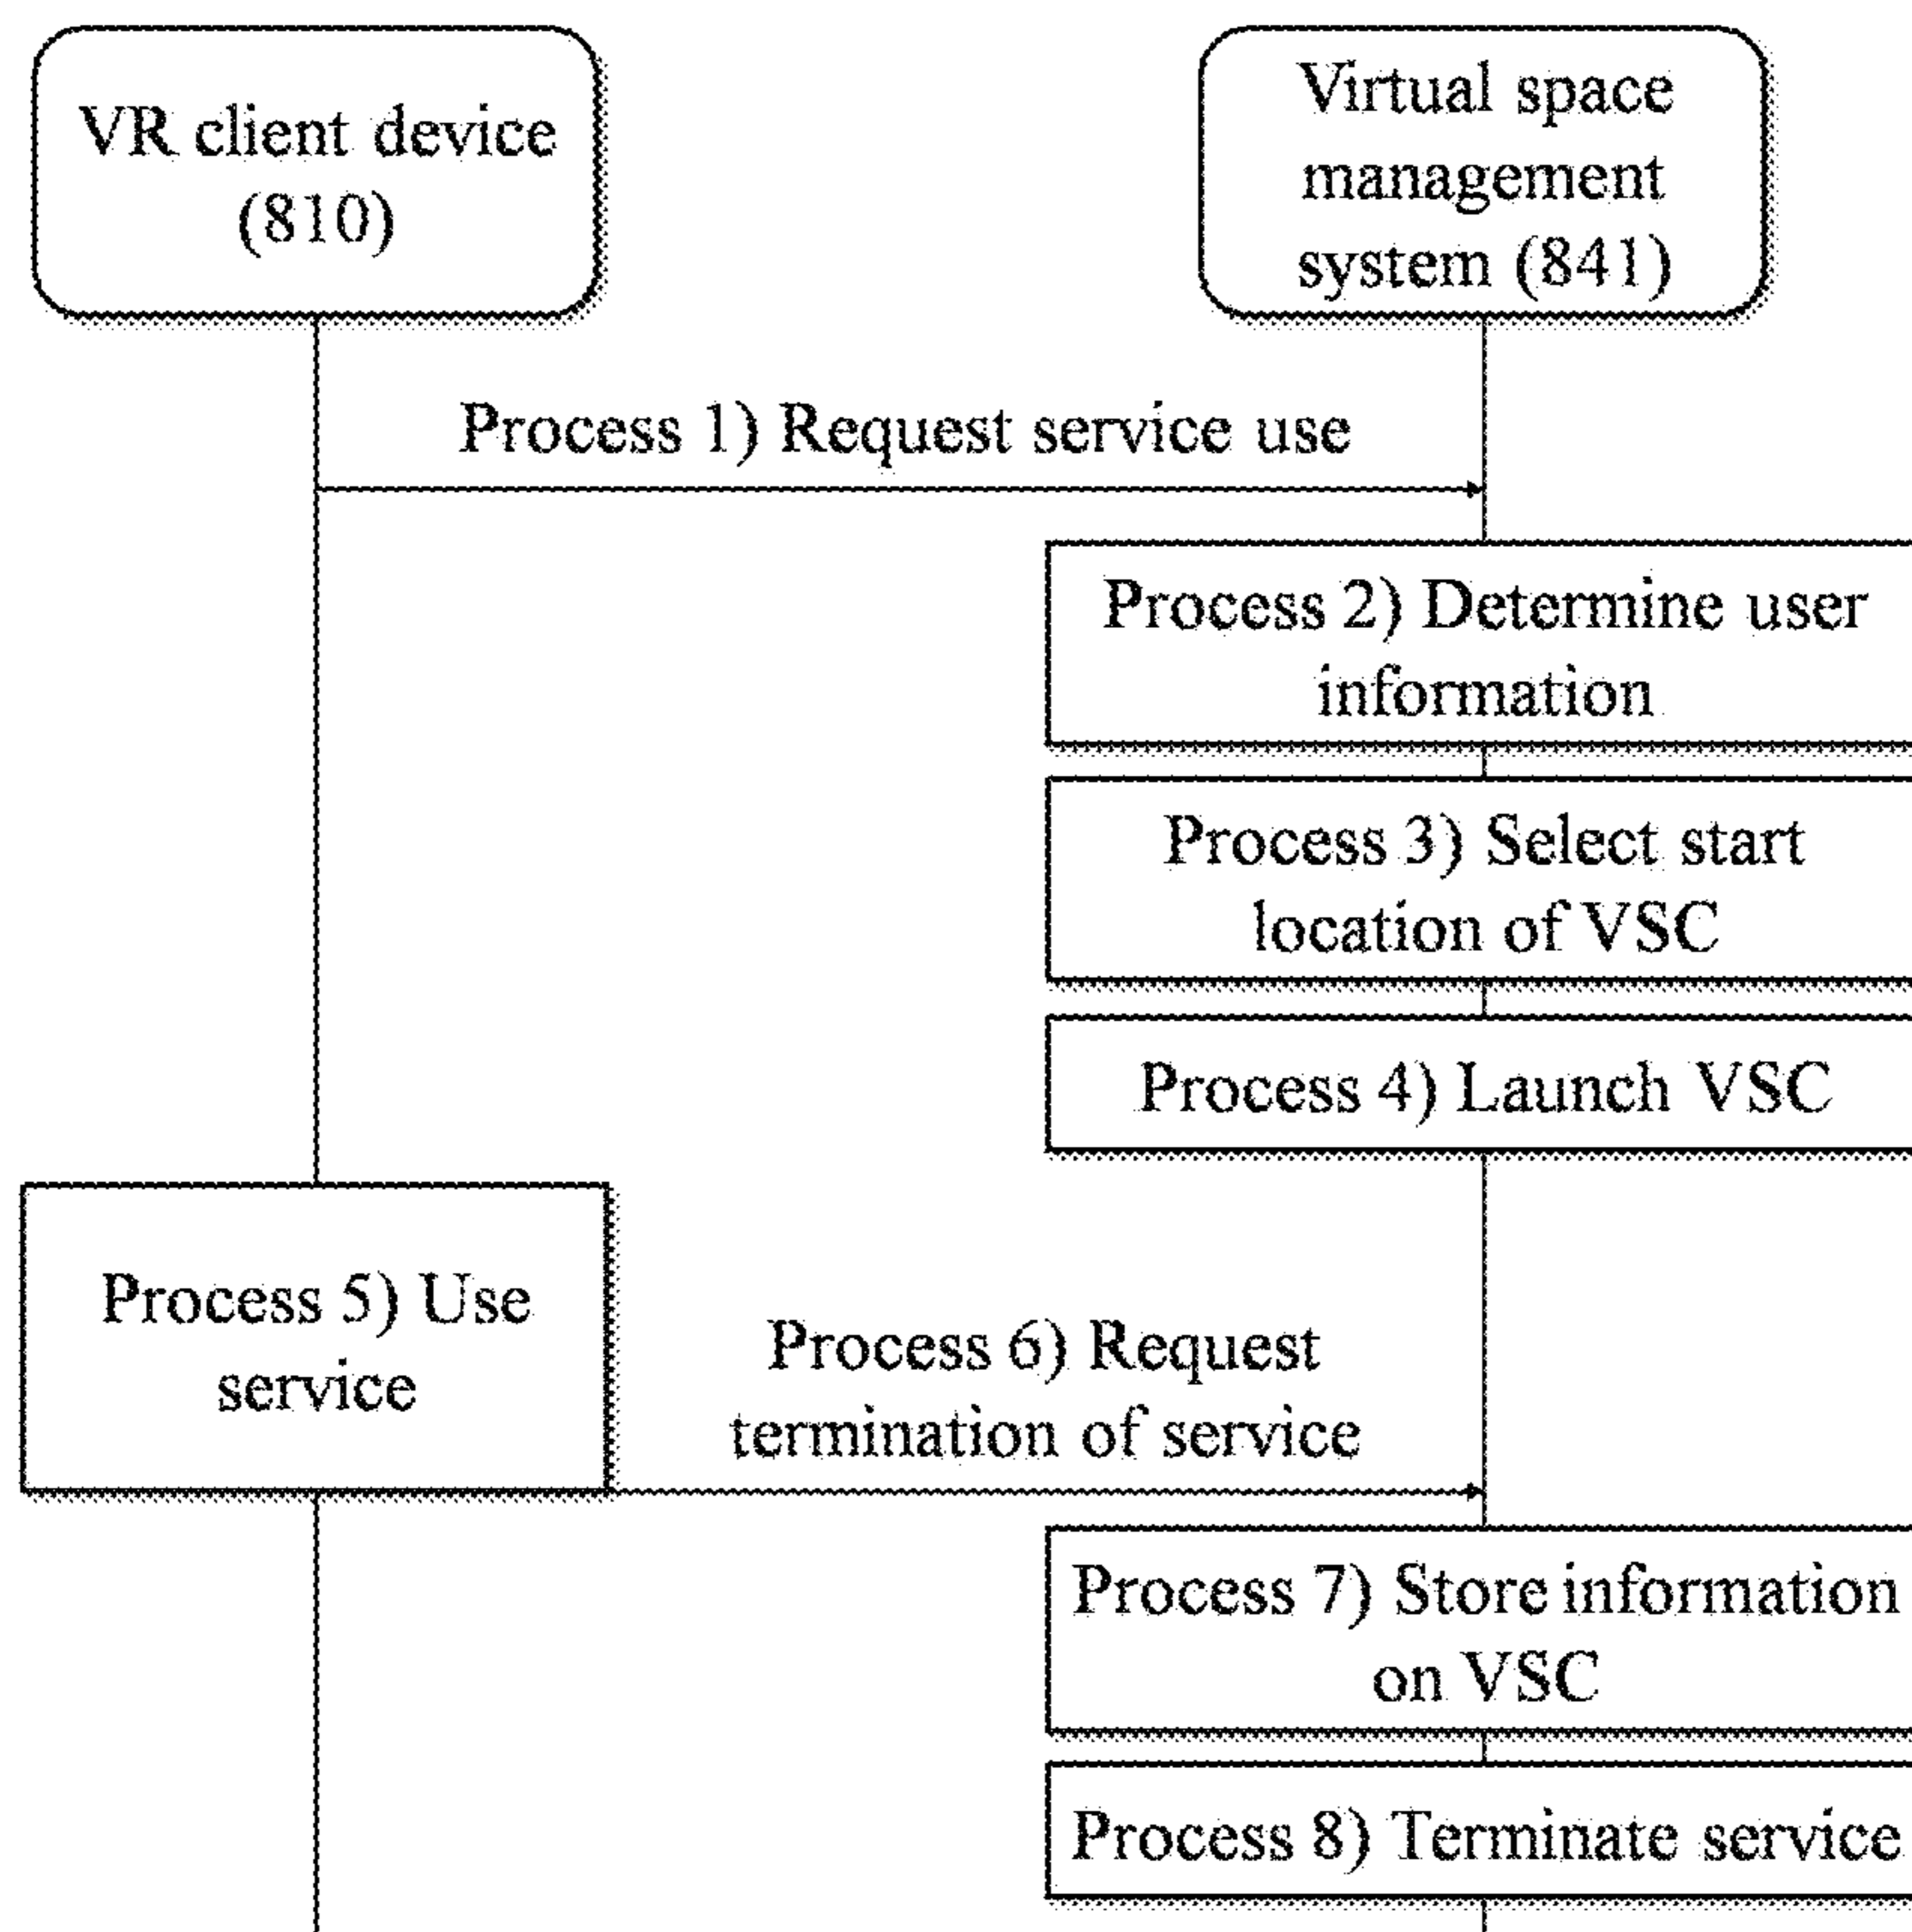 VR client device
(810)
Virtual space
management
system (841)
Process 1) Request service use
Process 2) Determine user
information
Process 3) Select start
location of VSC
Process 4) Launch VSC
Process 5) Use
service
Process 6) Request
termination of service
Process 7) Store information
on VSC
Process 8) Terminate service